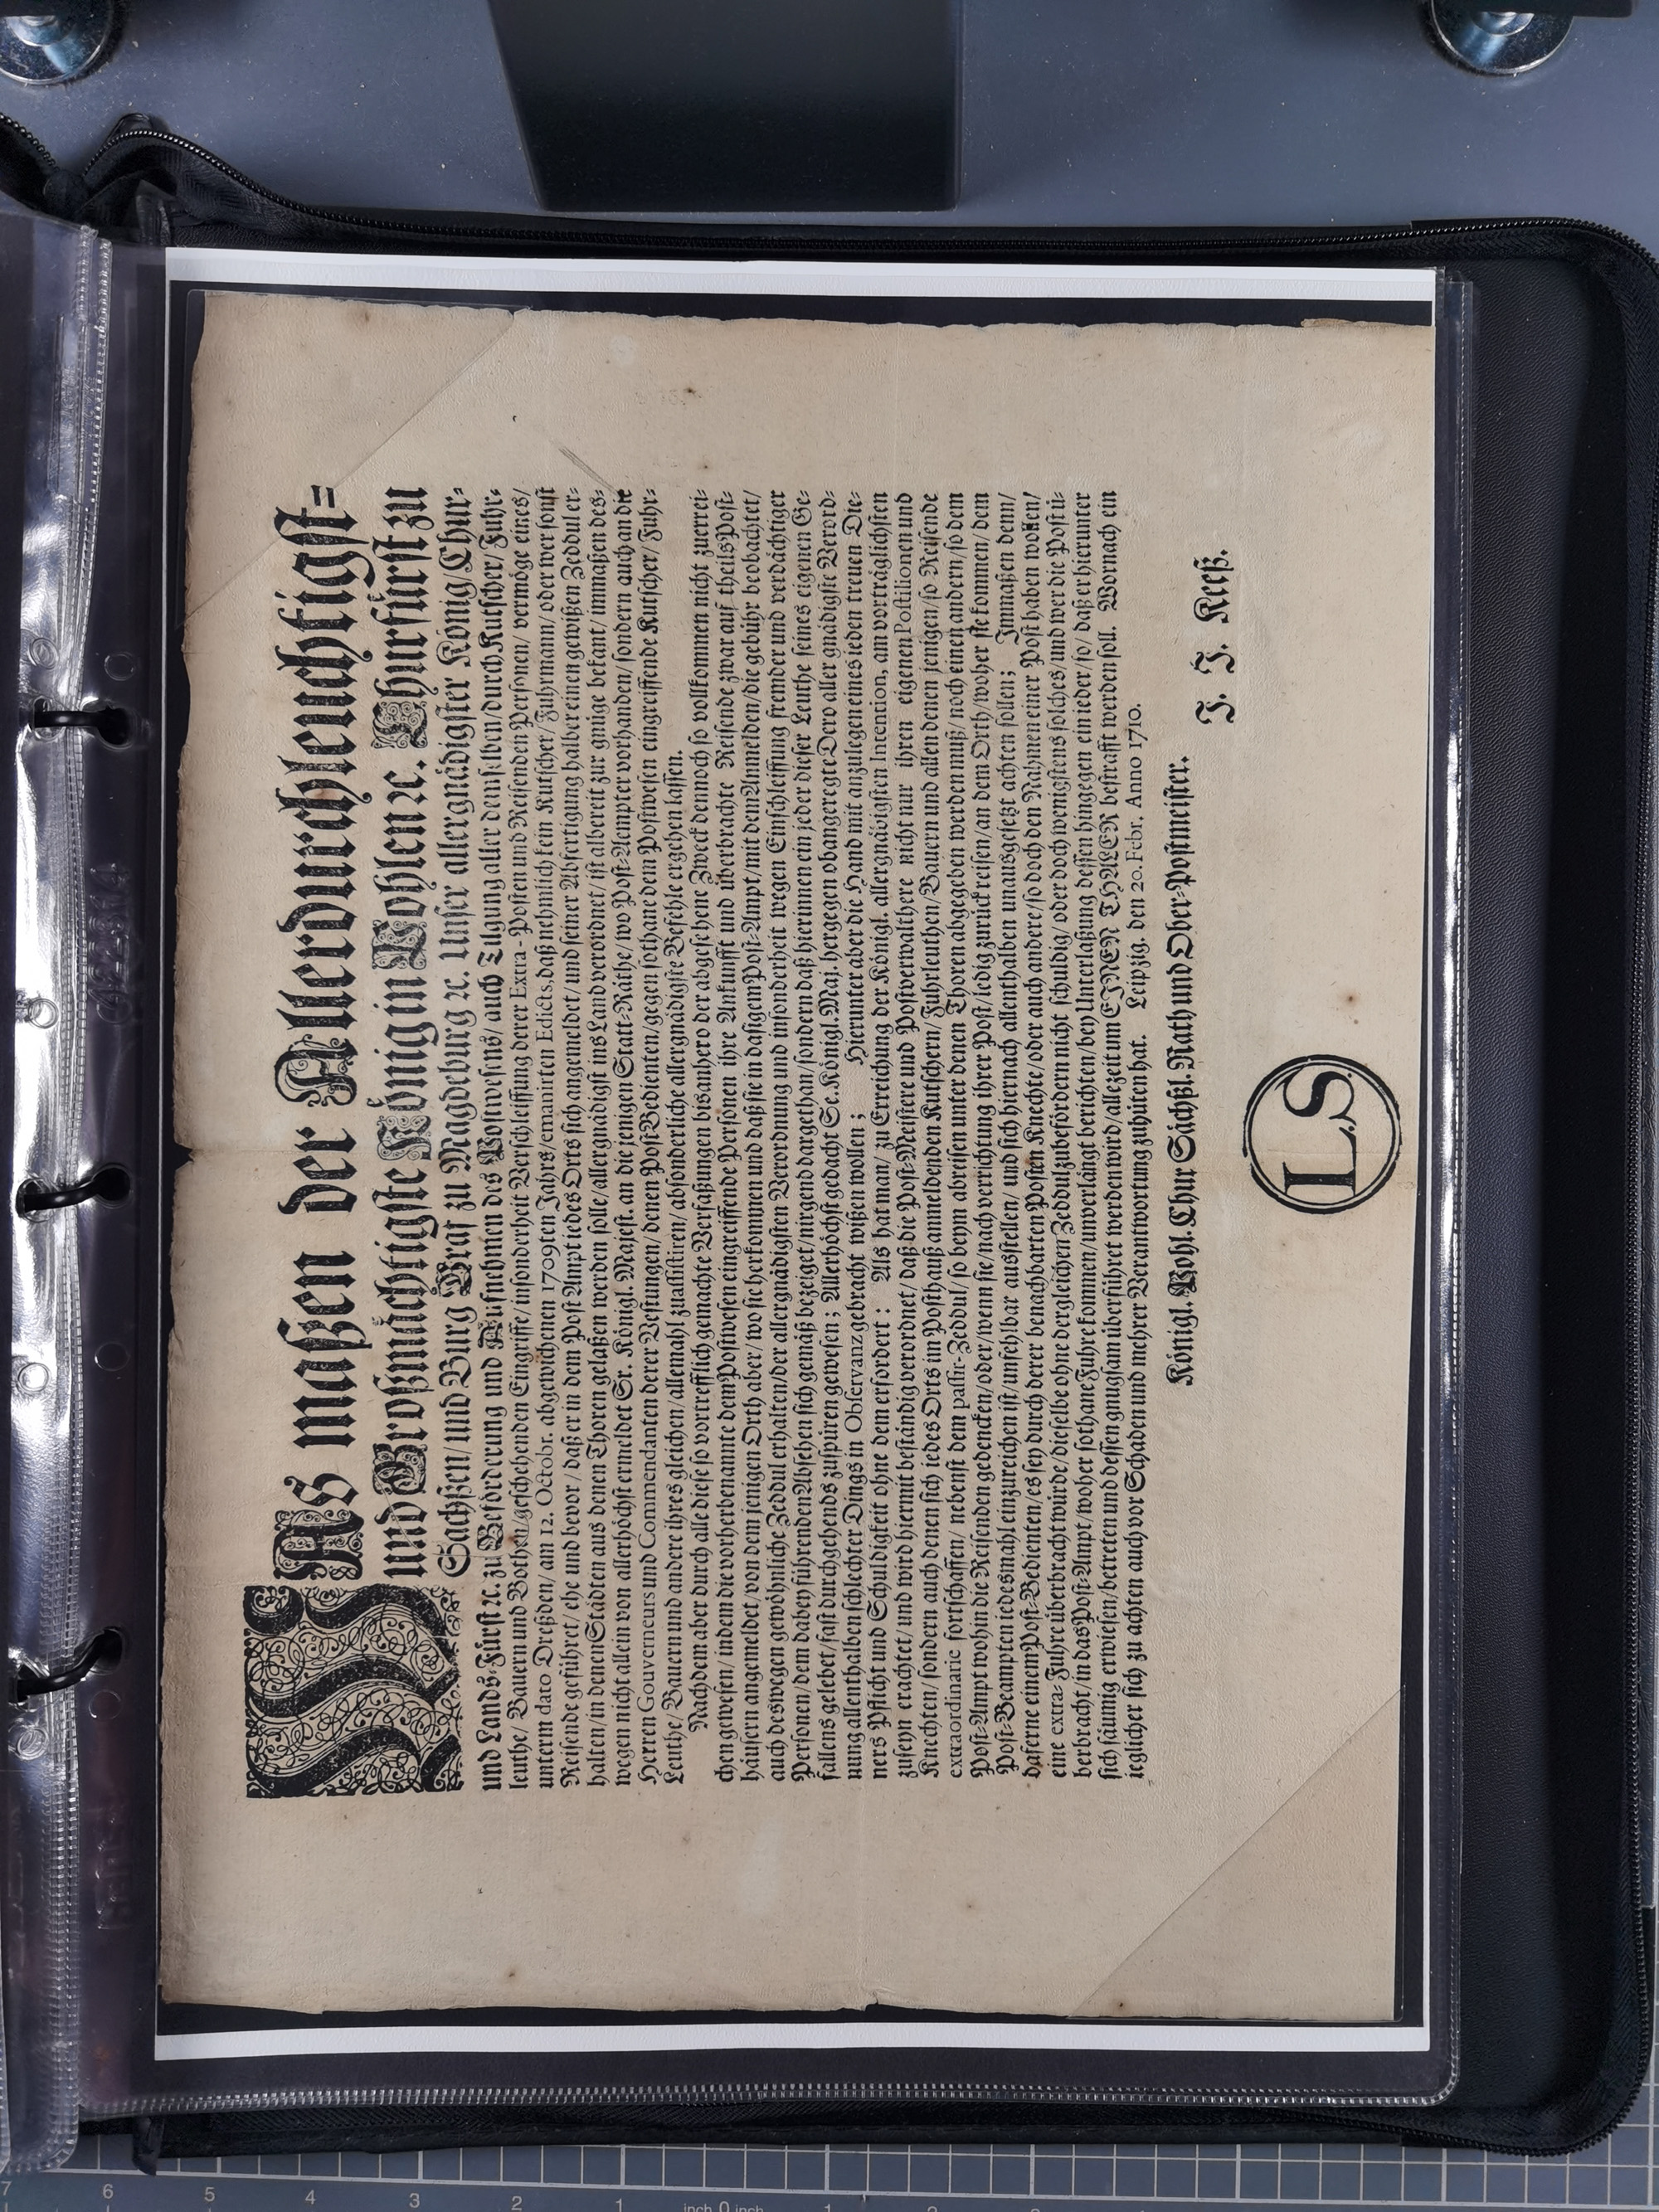 WAs maßen der Allerdurchleuchtigst-
und Großmächtigste König in Pohlen ꝛc. Churfürst zu
Sachßen/ und Burg Graf zu Magdeburg ꝛc. Unser allergnädigster König/ Chur-
und Lands-Fürst ꝛc. zu Beförderung und Aufnehmen des Postwesens/ auch Tilgung aller demselben/ durch Kutscher/ Fuhr-
leuthe/ Bauern und Bothen/ geschehenden Eingriffe/ insonderheit Verschleiffung derer Extra-Posten und Reisenden Personen/ vermöge eines/
unterm dato Dreßden/ am 12. Octobr. abgewichenen 1709ten Jahrs/ emanirten Edicts, daß nehmlich kein Kutscher/ Fuhrmann/ oder wer sonst
Reisende geführet/ ehe und bevor/ daß er in dem Post Ampt iedes Orts sich angemeldet/ und seiner Abfertigung halber einen gewißen Zeddul er-
halten/ in denen Städten aus denen Thoren gelaßen werden solle/ allergnädigst ins Land verordnet/ ist albereit zur gnüge bekant/ immaßen des-
wegen nicht allein von allerhöchst ermeldet Sr. Königl. Majest. an die jenigen Statt-Räthe/ wo Post-Aempter vorhanden/ sondern auch an die
Herren Gouverneurs und Commendanten derer Vestungen/ denen Post Bedienten/ gegen sothane dem Postwesen eingreiffende Kutscher/ Fuhr-
Leuthe/ Bauern und andere ihres gleichen/ allemahl zu assistiren/ absonderliche allergnädigste Befehle ergehen lassen.
Nachdem aber durch alle diese so vortrefflich gemachte Verfaßungen bisanhero der abgesehene Zweck dennoch so vollkommen nicht zuerrei-
chen gewesen/ indem die vorherbenannte dem Postwesen eingreiffende Personen ihre Ankunfft und überbrachte Reisende zwar auf theils Post-
häusern angemeldet/ von dem jenigen Orth aber/ wo sie herkommen und daß sie in dasigem Post-Ampt/ mit dem Anmelden/ die gebühr beobachtet/
auch deswegen gewöhnliche Zeddul erhalten/ der allergnädigsten Verordnung und insonderheit wegen Einschleiffung fremder und verdächtiger
Personen/ dem dabey führenden Absehen sich gemäß bezeiget/ nirgend dargethan/ sondern daß hierinnen ein jeder dieser Leuthe seines eigenen Ge-
fallens gelebet/ fast durchgehends zuspüren gewesen; Allerhöchst gedacht Se. Königl. Maj. hergegen obangeregte Dero aller gnädigste Verord-
nung allenthalben schlechter Dings in Observanz gebracht wißen wollen; Hierunter aber die Hand mit anzulegen eines ieden treuen Die-
ners Pflicht und Schuldigkeit ohne dem erfordert: Als hat man/ zu Erreichung der Königl. allergnädigsten Intention, am vorträglichsten
zuseyn erachtet/ und wird hiermit beständig verordnet/ daß die Post-Meistere und Postverwalthere nicht nur ihren eigenen Postillionen und
Knechten/ sondern auch denen sich iedes Orts im Posthauß anmeldenden Kutschern/ Fuhrleuthen/ Bauern und allen denen jenigen/ so Reisende
extraordinarie fortschaffen/ nebenst dem passir-Zeddul/ so beym abreisen unter denen Thoren abgegeben werden muß/ noch einen andern/ so dem
Post-Ampt wohin die Reisenden gedencken/ oder/ wenn sie/ nach verrichtung ihrer Post/ ledig zurück reisen/ an dem Orth/ woher sie kommen/ dem
Post-Beampten iedesmahl einzureichen ist/ unfehlbar ausstellen/ und sich hiernach allenthalben unausgesetzt achten sollen; Immaßen denn/
daferne einem Post-Bedienten/ es sey durch derer benachbarten Posten Knechte/ oder auch andere/ so doch den Nahmen einer Post haben wollen/
eine extra-Fuhre überbracht würde/ dieselbe ohne dergleichen Zeddul zubefördern nicht schuldig/ oder doch wenigstens solches/ und wer die Post ü-
berbracht/ in das Post-Ampt/ woher sothane Fuhre kommen/ unverlängt berichten/ bey Unterlaßung dessen hingegen ein ieder/ so/ daß er hierunter
sich säumig erwiesen/ betreten und dessen gnugsam überführet werden wird/ allezeit um EINEN THALER bestrafft werden soll. Wornach ein
ieglicher sich zu achten auch vor Schaden und mehrer Verantwortung zuhüten hat. Leipzig, den 20. Febr. Anno 1710.
Königl. Pohl. Chur Sächßl. Rath und Ober-Postmeister.
J. J. Keeß.
L.S.